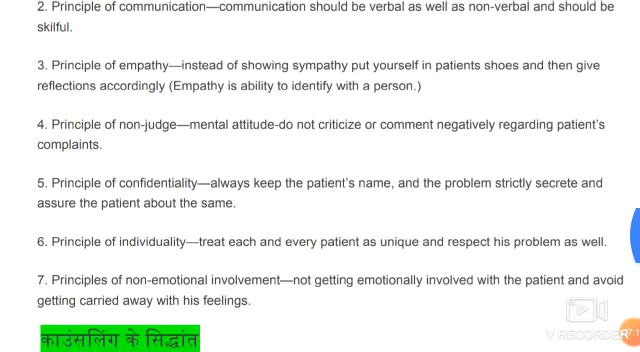 2. Principle of communication—communication should be verbal as well as non-verbal and should be
skilful.
3. Principle of empathy—instead of showing sympathy put yourself in patients shoes and then give
reflections accordingly (Empathy is ability to identify with a person.)
4. Principle of non-judge—mental attitude-do not criticize or comment negatively regarding patient's
complaints.
5. Principle of confidentiality—always keep the patient's name, and the problem strictly secrete and
assure the patient about the same.
6. Principle of individuality—treat each and every patient as unique and respect his problem as well.
7. Principles of non-emotional involvement—not getting emotionally involved with the patient and avoid
getting carried away with his feelings.
V RECORDER
काउंसलिंग के सिद्धांत